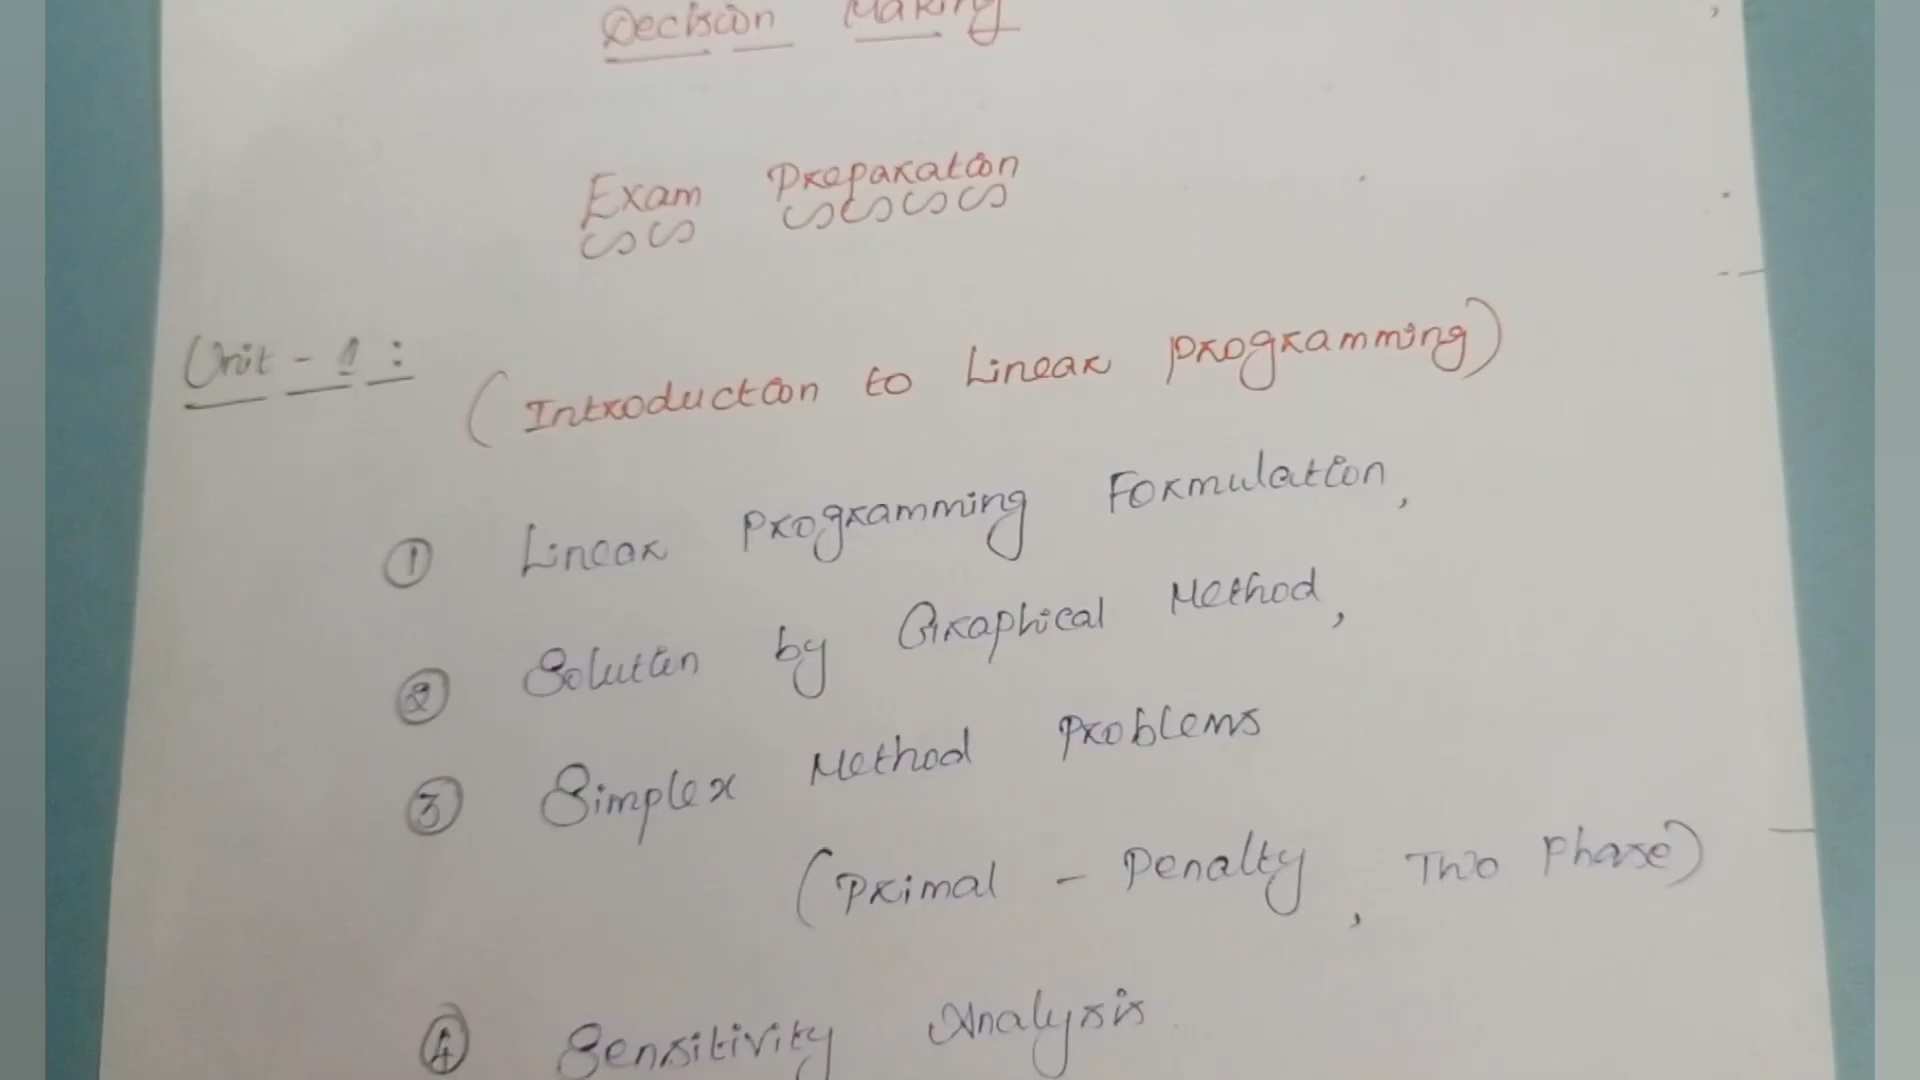 Decision Making
Exam Preparation
Unit - 1 :
(Introduction to Linear Programming)
① Linear Programming Formulation,
② Solution by Graphical Method,
③ Simplex Method Problems
(Primal - Penalty, Two Phase)
④ Sensitivity Analysis